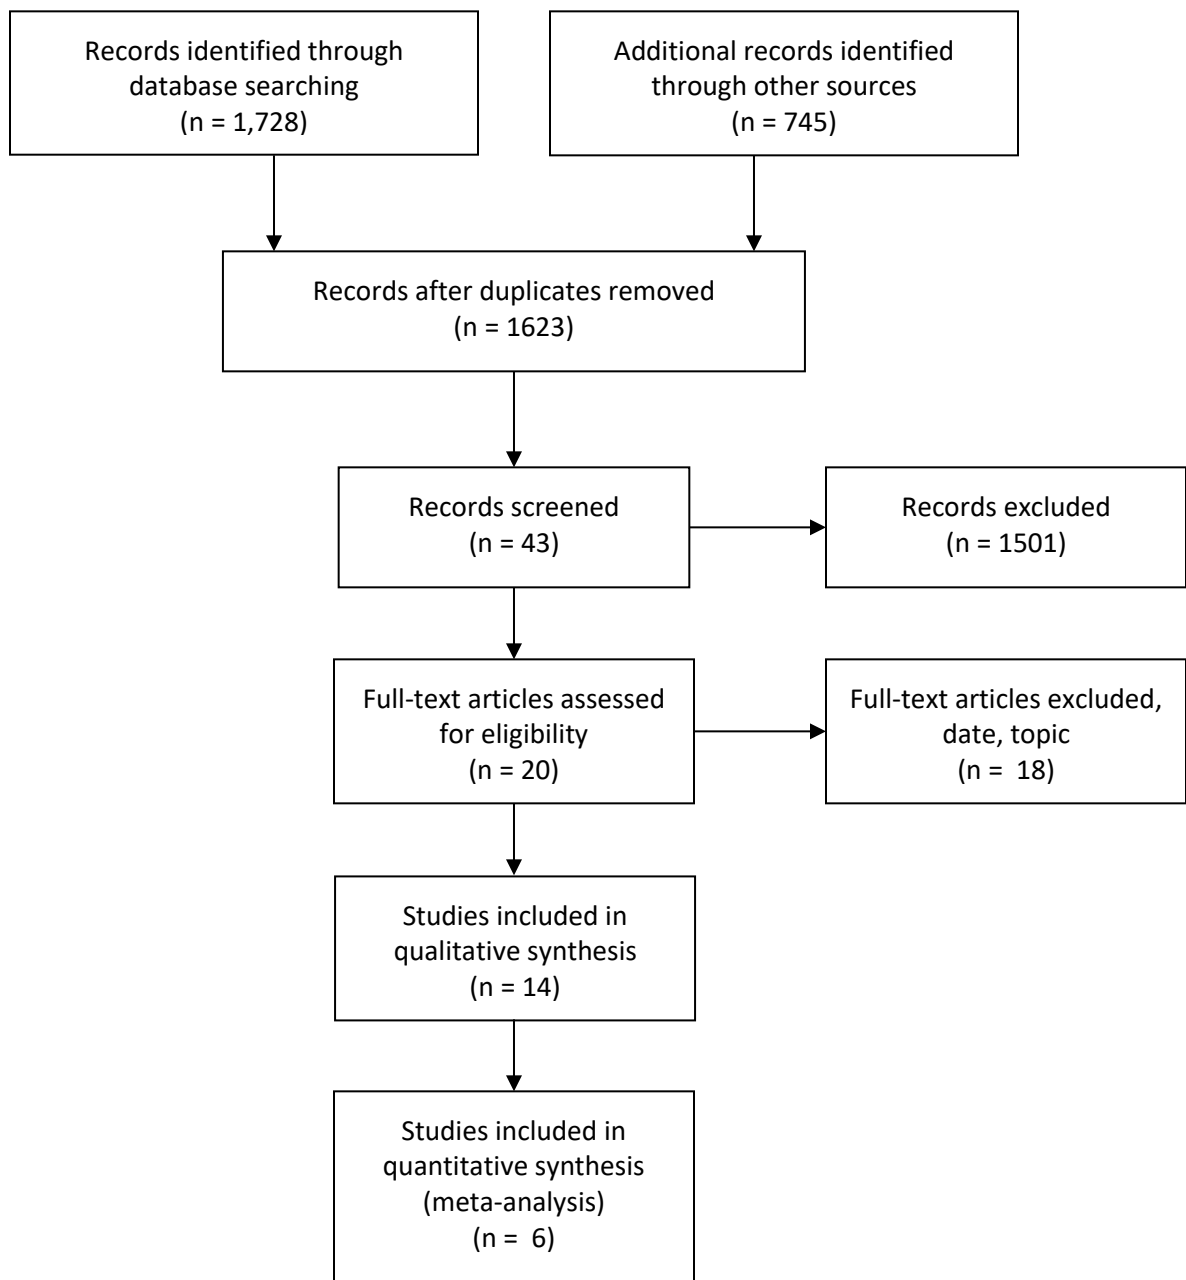 Records identified through
database searching
(n = 1,728)
Additional records identified
through other sources
(n = 745)
Records after duplicates removed
(n = 1623)
Records screened
(n = 43)
Records excluded
(n = 1501)
Full-text articles assessed
for eligibility
(n = 20)
Full-text articles excluded,
date, topic
(n =  18)
Studies included in
qualitative synthesis
(n = 14)
Studies included in
quantitative synthesis
(meta-analysis)
(n =  6)